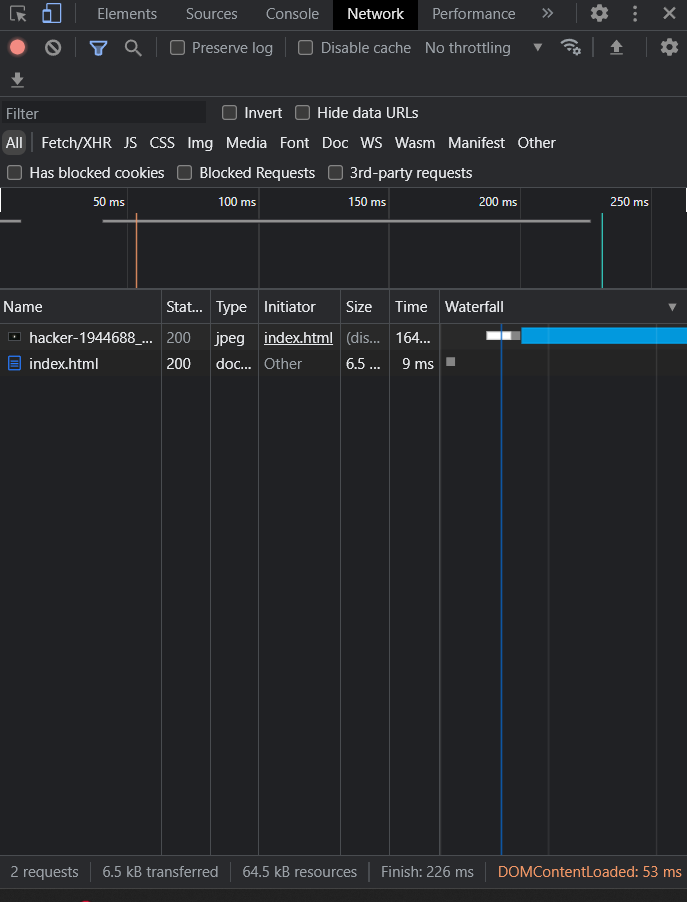 Elements Sources Console Network Performance »
Preserve log Disable cache No throttling
Filter Invert Hide data URLs
All Fetch/XHR JS CSS Img Media Font Doc WS Wasm Manifest Other
Has blocked cookies Blocked Requests 3rd-party requests
50 ms 100 ms 150 ms 200 ms 250 ms
Name Stat... Type Initiator Size Time Waterfall
hacker-1944688_... 200 jpeg index.html (dis... 164...
index.html 200 doc... Other 6.5 ... 9 ms
2 requests 6.5 kB transferred 64.5 kB resources Finish: 226 ms DOMContentLoaded: 53 ms